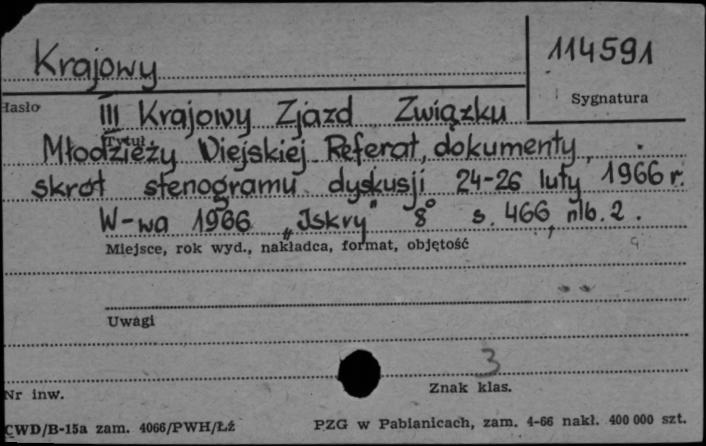 Krajowy
114591
Hasło
Sygnatura
III Krajowy Zjazd Związku
Tytuł
Młodzieży Wiejskiej Referat, dokumenty,
skrót stenogramu dyskusji 24-26 luty 1966 r.
W-wa 1966 „Iskry" 8° s. 466, nlb. 2.
Miejsce, rok wyd., nakładca, format, objętość
Uwagi
3
Nr inw.
Znak klas.
CWD/B-15a zam. 4066/PWH/Łź
PZG w Pabianicach, zam. 4-66 nakł. 400 000 szt.